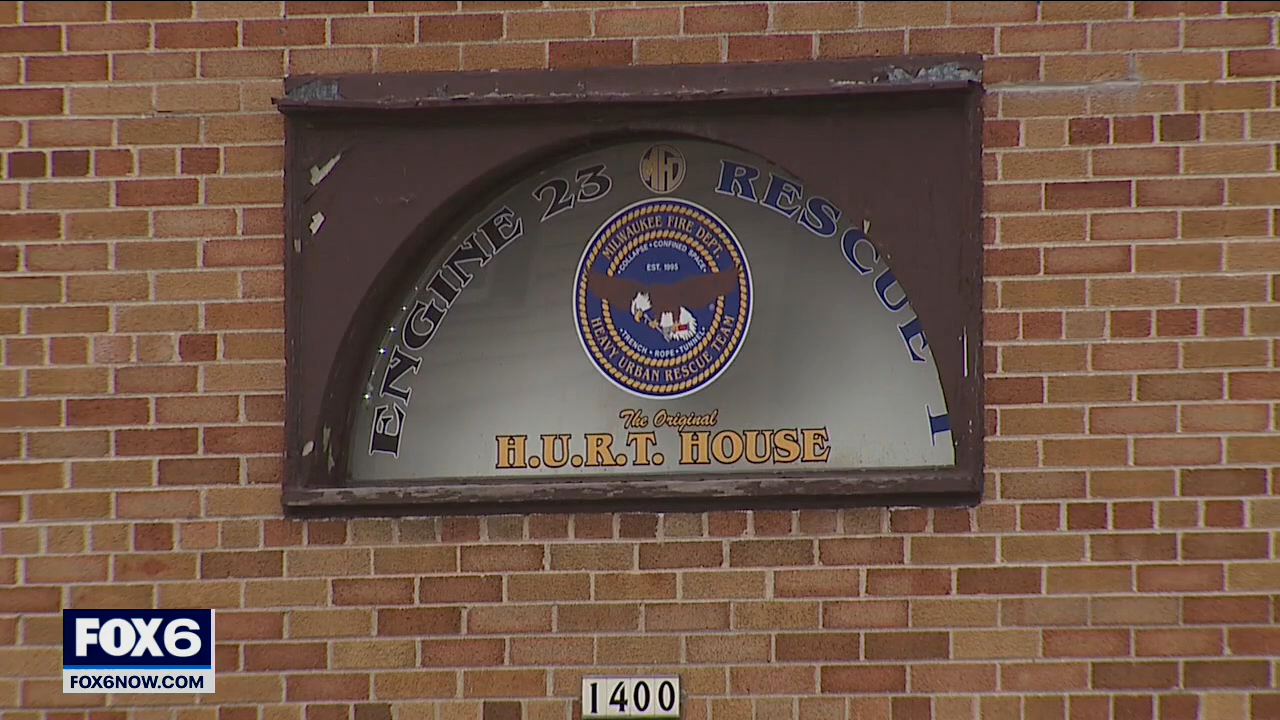 ENGINE 23 MFD RESCUE 1
MILWAUKEE FIRE DEPT.
COLLAPSE • CONFINED SPACE
EST. 1995
• TRENCH • ROPE • TUNNEL •
HEAVY URBAN RESCUE TEAM
The Original
H.U.R.T. HOUSE
1400
FOX6
FOX6NOW.COM